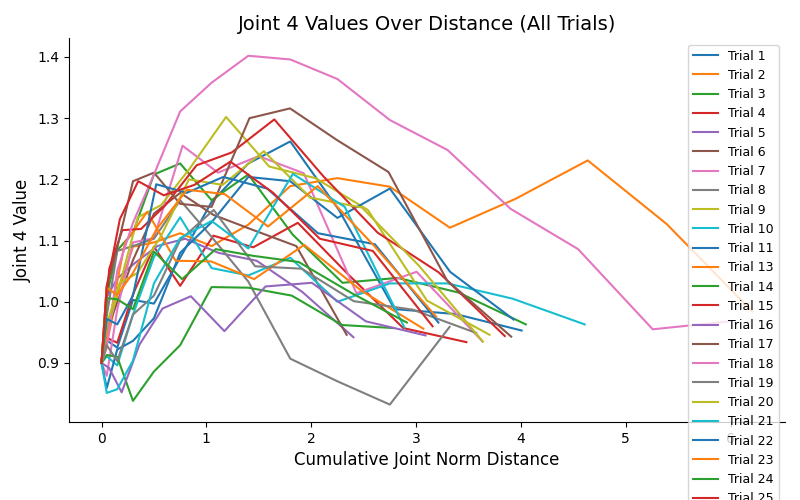 Joint 4 Values Over Distance (All Trials)
Joint 4 Value
1.4
1.3
1.2
1.1
1.0
0.9
0
1
2
3
4
5
6
Cumulative Joint Norm Distance
Trial 1
Trial 2
Trial 3
Trial 4
Trial 5
Trial 6
Trial 7
Trial 8
Trial 9
Trial 10
Trial 11
Trial 13
Trial 14
Trial 15
Trial 16
Trial 17
Trial 18
Trial 19
Trial 20
Trial 21
Trial 22
Trial 23
Trial 24
Trial 25